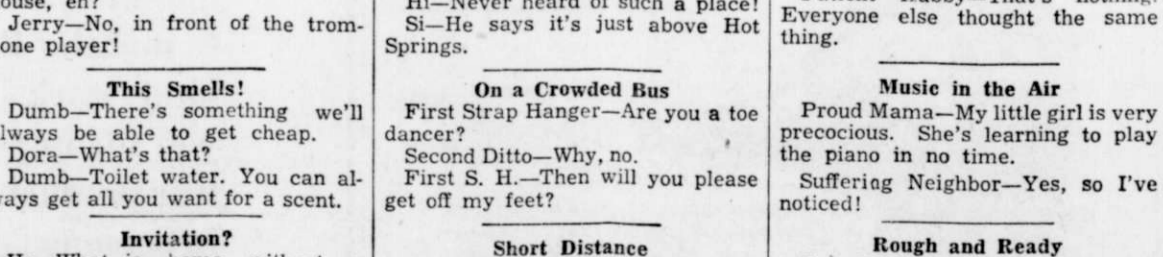 Jerry—No, in front of the trom-
one player!
This Smells!
Dumb—There's something we'll
lways be able to get cheap.
Dora—What's that?
Dumb—Toilet water. You can al-
ays get all you want for a scent.
Invitation?
Hi—Never heard of such a place!
Si—He says it's just above Hot
Springs.
On a Crowded Bus
First Strap Hanger—Are you a toe
dancer?
Second Ditto—Why, no.
First S. H.—Then will you please
get off my feet?
Short Distance
Everyone else thought the same
thing.
Music in the Air
Proud Mama—My little girl is very
precocious. She's learning to play
the piano in no time.
Suffering Neighbor—Yes, so I've
noticed!
Rough and Ready